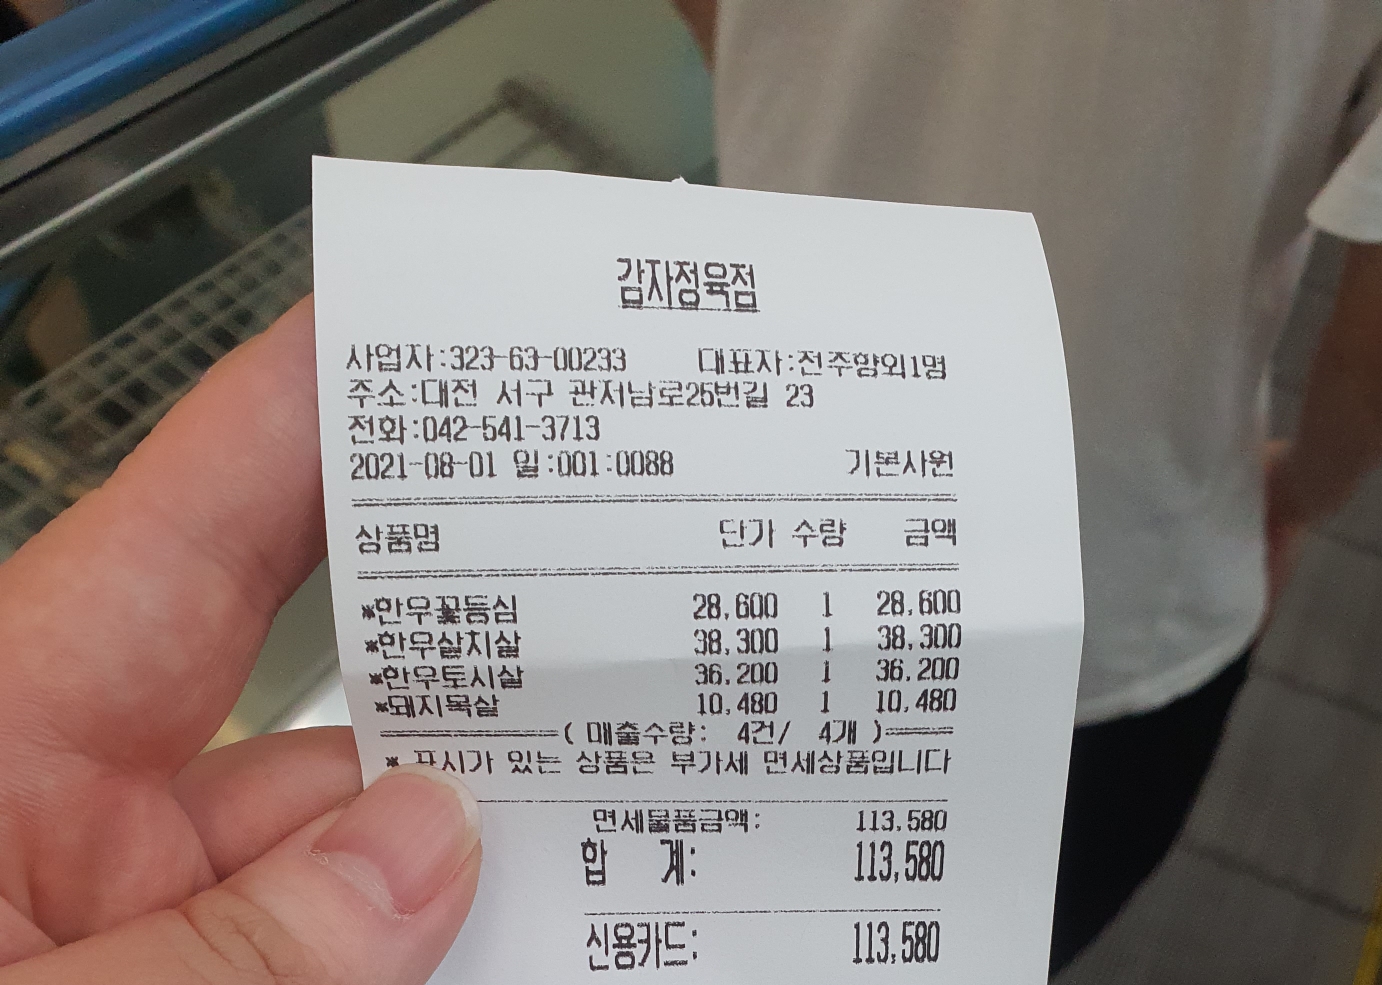 감자정육점
사업자:323-63-00233 대표자:전주향외1명
주소:대전 서구 관저남로25번길 23
전화:042-541-3713
2021-08-01 일:001:0088 기본사원
상품명 단가 수량 금액
*한우꽃등심 28,600 1 28,600
*한우살치살 38,300 1 38,300
*한우토시살 36,200 1 36,200
*돼지목살 10,480 1 10,480
( 매출수량: 4건/ 4개 )
* 표시가 있는 상품은 부가세 면세상품입니다
면세물품금액: 113,580
합 계: 113,580
신용카드: 113,580